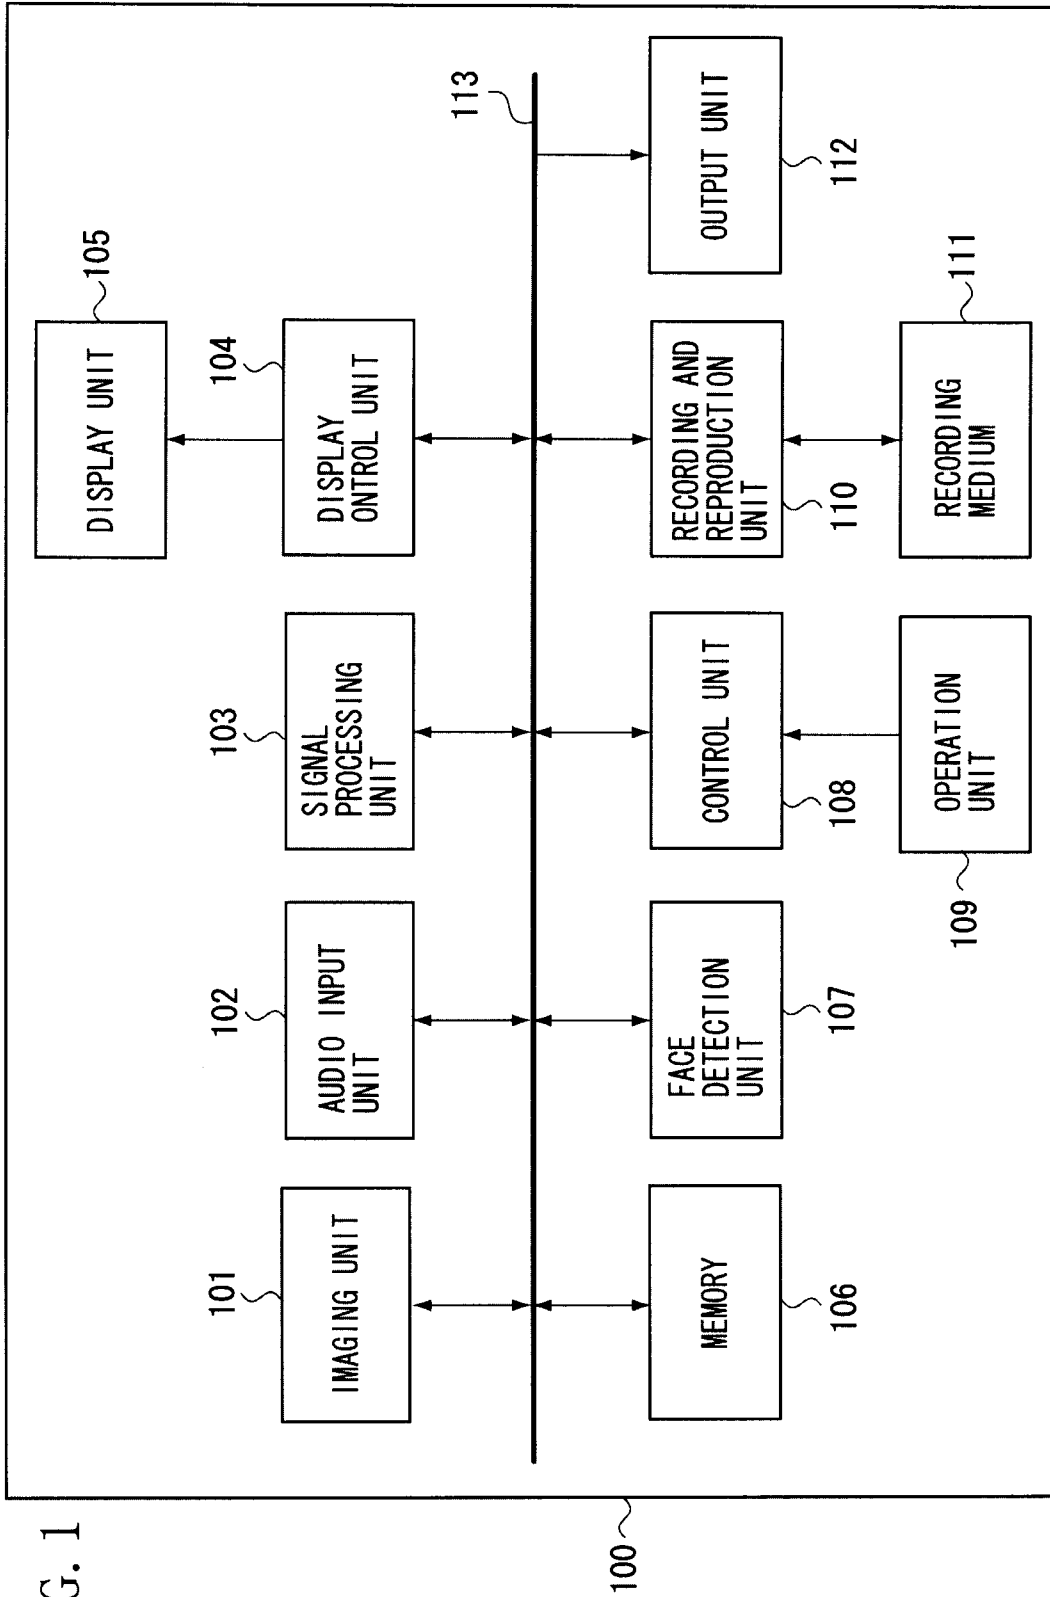 G. 1
100
DISPLAY UNIT
105
101
102
103
104
IMAGING UNIT
AUDIO INPUT
UNIT
SIGNAL
PROCESSING
UNIT
DISPLAY
ONTROL UNIT
113
MEMORY
FACE
DETECTION
UNIT
CONTROL UNIT
RECORDING AND
REPRODUCTION
UNIT
OUTPUT UNIT
106
107
108
110
112
109
OPERATION
UNIT
RECORDING
MEDIUM
111